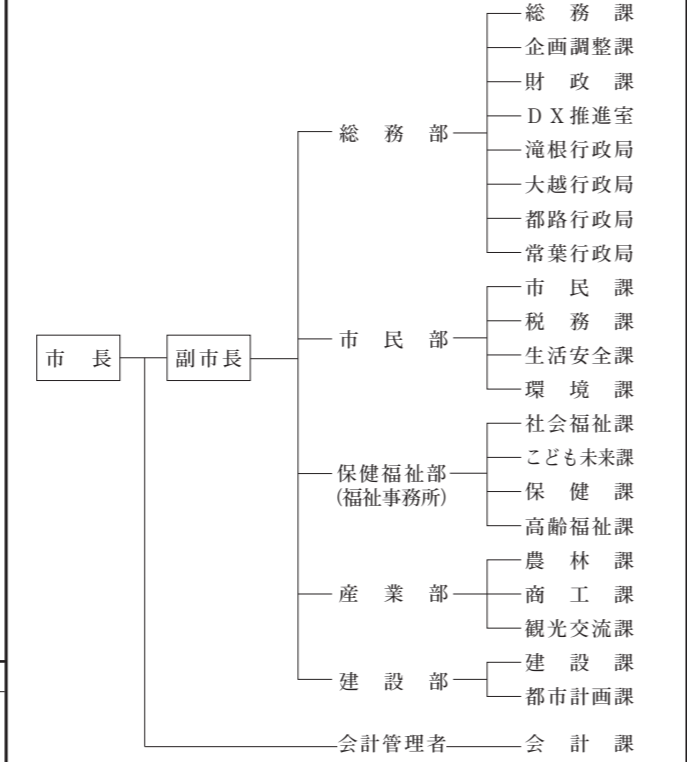 総務課
企画調整課
財政課
DX推進室
総務部
滝根行政局
大越行政局
都路行政局
常葉行政局
市民課
税務課
市民部
市長
副市長
生活安全課
環境課
社会福祉課
こども未来課
保健福祉部
(福祉事務所)
保健課
高齢福祉課
農林課
産業部
商工課
観光交流課
建設課
建設部
都市計画課
会計管理者
会計課